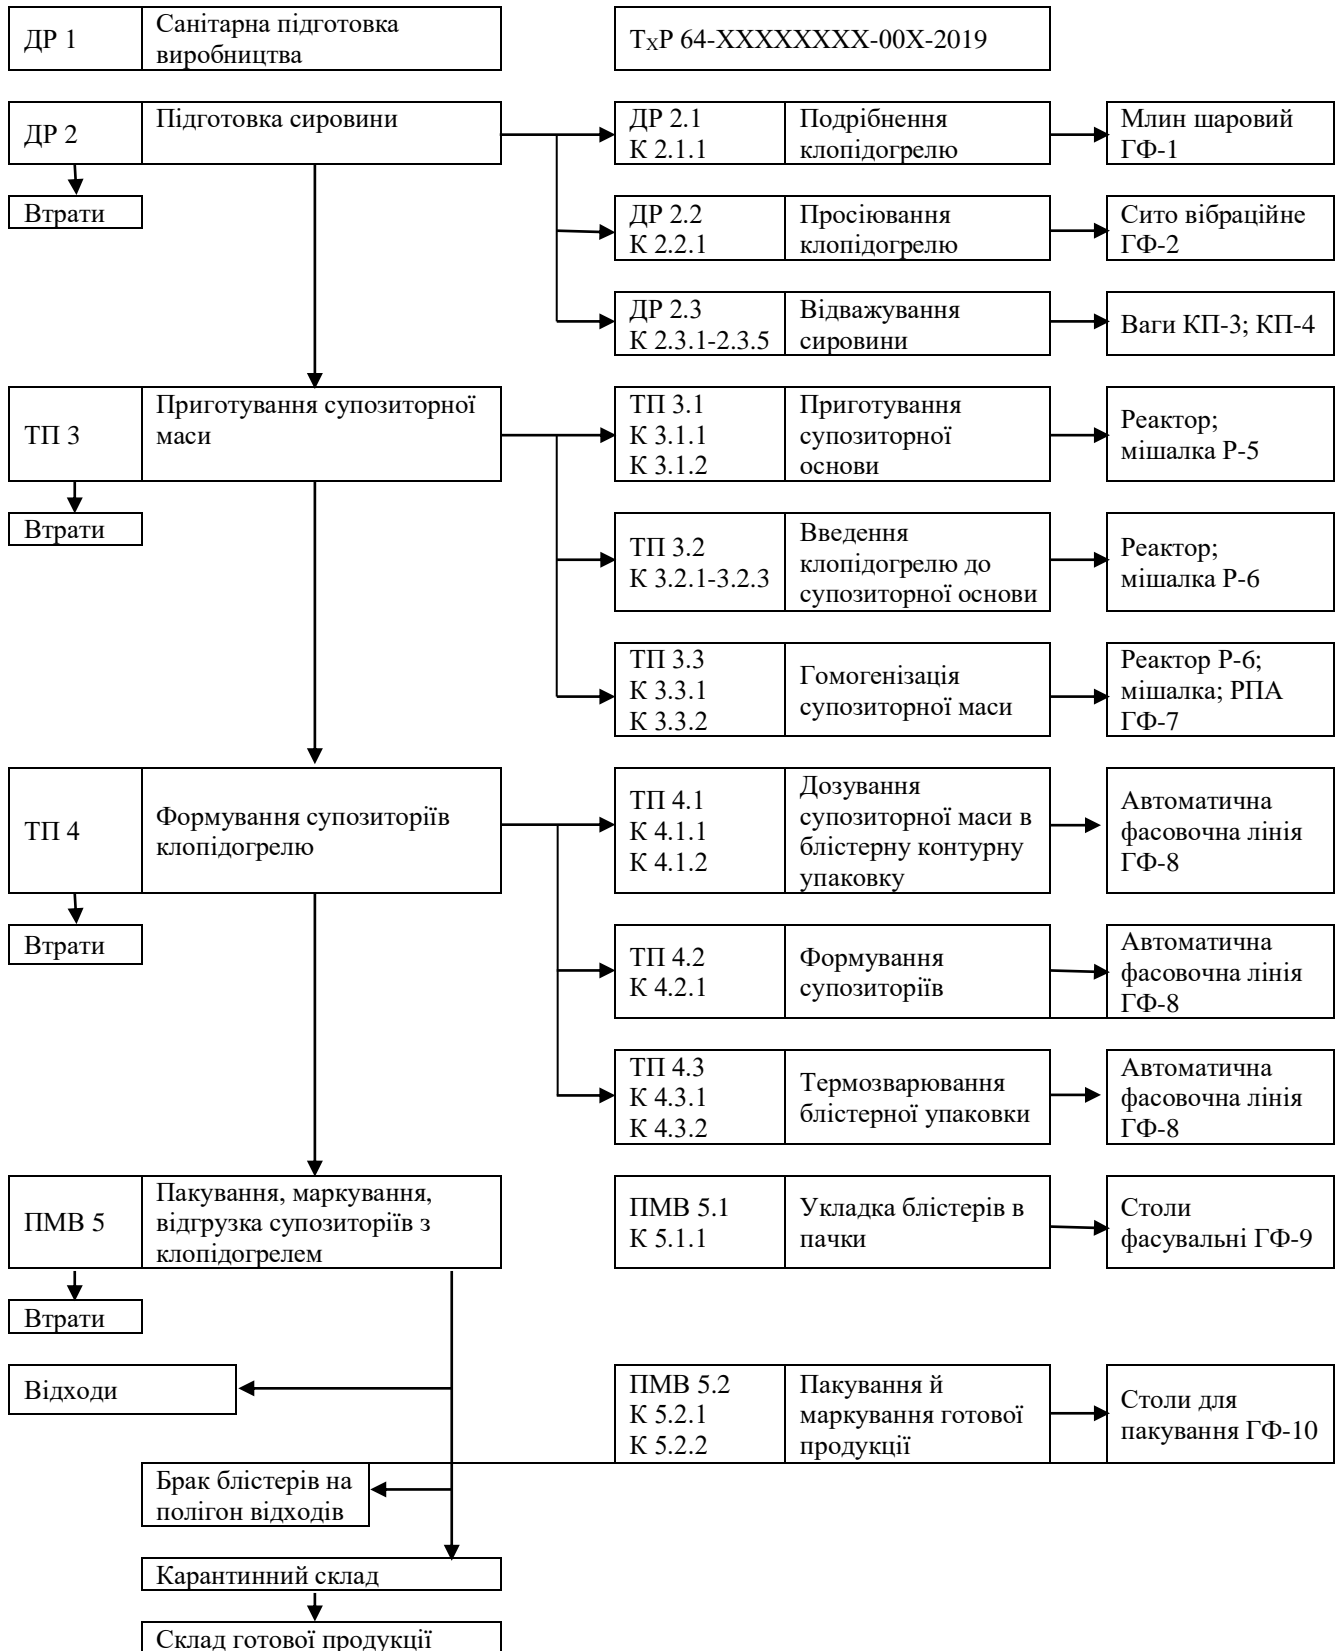 ДР 1
Санітарна підготовка
виробництва
TХР 64-ХХХХХХХХ-00Х-2019
ДР 2
Підготовка сировини
ДР 2.1
К 2.1.1
Подрібнення
клопідогрелю
Млин шаровий
ГФ-1
Втрати
ДР 2.2
К 2.2.1
Просіювання
клопідогрелю
Сито вібраційне
ГФ-2
ДР 2.3
К 2.3.1-2.3.5
Відважування
сировини
Ваги КП-3; КП-4
ТП 3
Приготування супозиторної
маси
ТП 3.1
К 3.1.1
К 3.1.2
Приготування
супозиторної
основи
Реактор;
мішалка Р-5
Втрати
ТП 3.2
К 3.2.1-3.2.3
Введення
клопідогрелю до
супозиторної основи
Реактор;
мішалка Р-6
ТП 3.3
К 3.3.1
К 3.3.2
Гомогенізація
супозиторної маси
Реактор Р-6;
мішалка; РПА
ГФ-7
ТП 4
Формування супозиторіїв
клопідогрелю
ТП 4.1
К 4.1.1
К 4.1.2
Дозування
супозиторної маси в
блістерну контурну
упаковку
Автоматична
фасовочна лінія
ГФ-8
Втрати
ТП 4.2
К 4.2.1
Формування
супозиторіїв
Автоматична
фасовочна лінія
ГФ-8
ТП 4.3
К 4.3.1
К 4.3.2
Термозварювання
блістерної упаковки
Автоматична
фасовочна лінія
ГФ-8
ПМВ 5
Пакування, маркування,
відгрузка супозиторіїв з
клопідогрелем
ПМВ 5.1
К 5.1.1
Укладка блістерів в
пачки
Столи
фасувальні ГФ-9
Втрати
Відходи
ПМВ 5.2
К 5.2.1
К 5.2.2
Пакування й
маркування готової
продукції
Столи для
пакування ГФ-10
Брак блістерів на
полігон відходів
Карантинний склад
Склад готової продукції